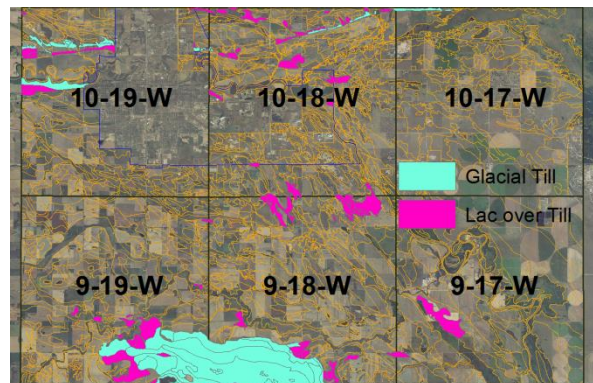 10-19-W
10-18-W
10-17-W
Glacial Till
Lac over Till
9-19-W
9-18-W
9-17-W